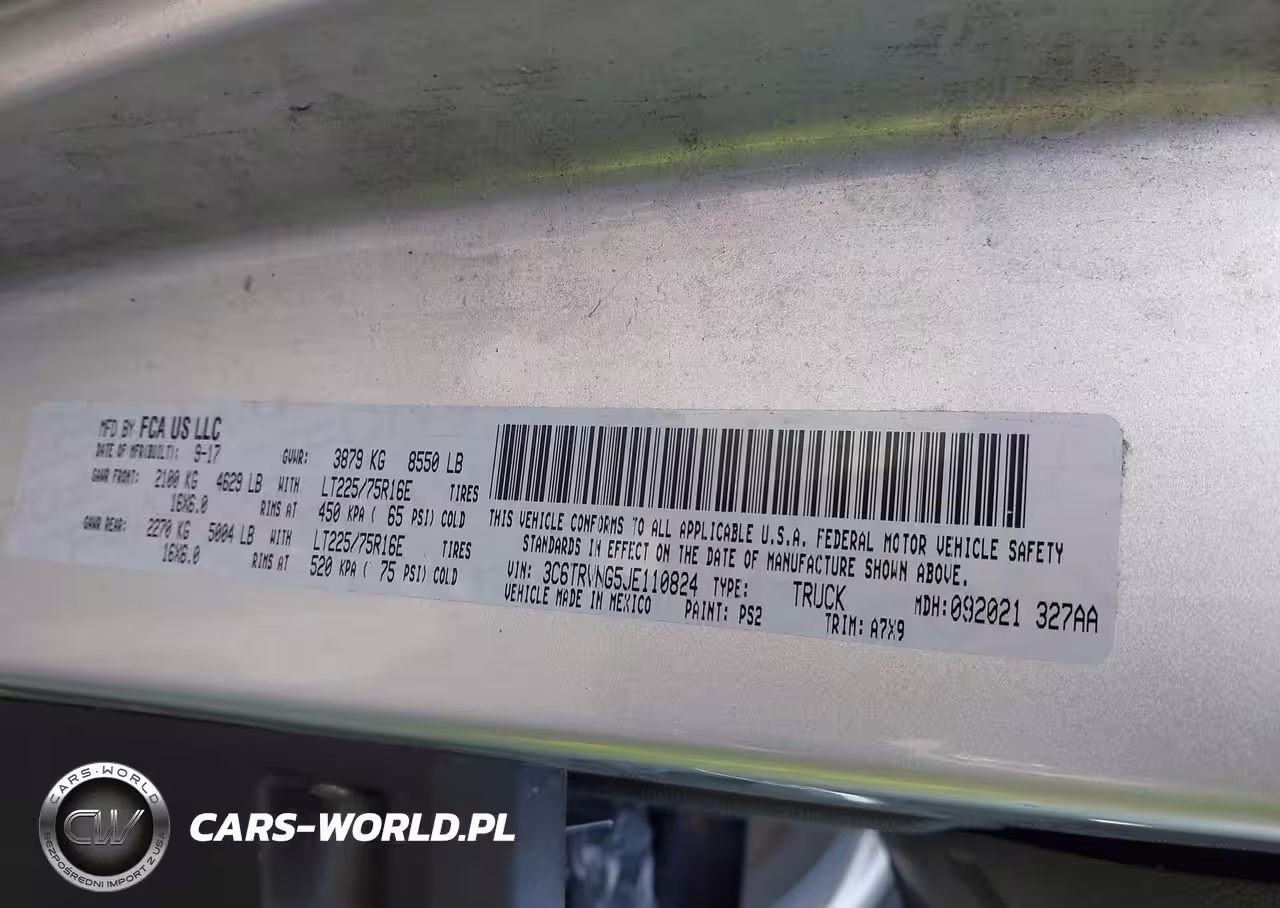 MFD BY FCA US LLC
DATE OF MFR(BUILT): 9-17
GVWR: 3879 KG 8550 LB
GAWR FRONT: 2100 KG 4629 LB WITH LT225/75R16E TIRES
16X6.0 RIMS AT 450 KPA ( 65 PSI) COLD
GAWR REAR: 2270 KG 5004 LB WITH LT225/75R16E TIRES
16X6.0 RIMS AT 520 KPA ( 75 PSI) COLD
THIS VEHICLE CONFORMS TO ALL APPLICABLE U.S.A. FEDERAL MOTOR VEHICLE SAFETY
STANDARDS IN EFFECT ON THE DATE OF MANUFACTURE SHOWN ABOVE.
VIN: 3C6TRVNG5JE110824 TYPE: TRUCK MDH:092021 327AA
VEHICLE MADE IN MEXICO PAINT: PS2 TRIM: A7X9
CARS-WORLD
CW
BEZPOŚREDNI IMPORT Z USA
CARS-WORLD.PL